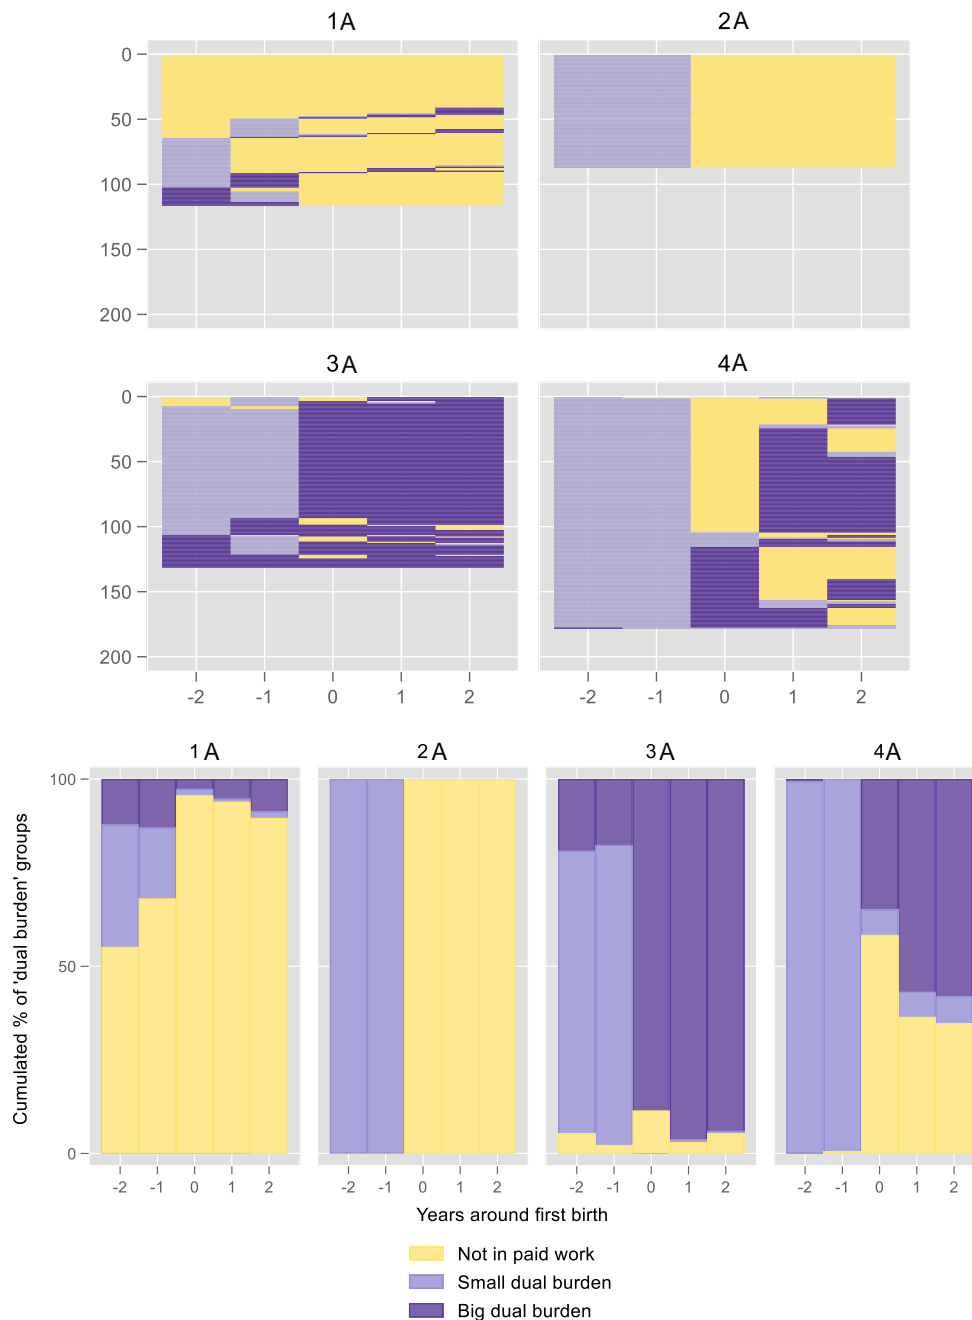 1A 2A
0
50
100
150
200
3A 4A
0
50
100
150
200
-2 -1 0 1 2 -2 -1 0 1 2
1A 2A 3A 4A
100
50
0
Cumulated % of 'dual burden' groups
-2 -1 0 1 2 -2 -1 0 1 2 -2 -1 0 1 2 -2 -1 0 1 2
Years around first birth
Not in paid work
Small dual burden
Big dual burden